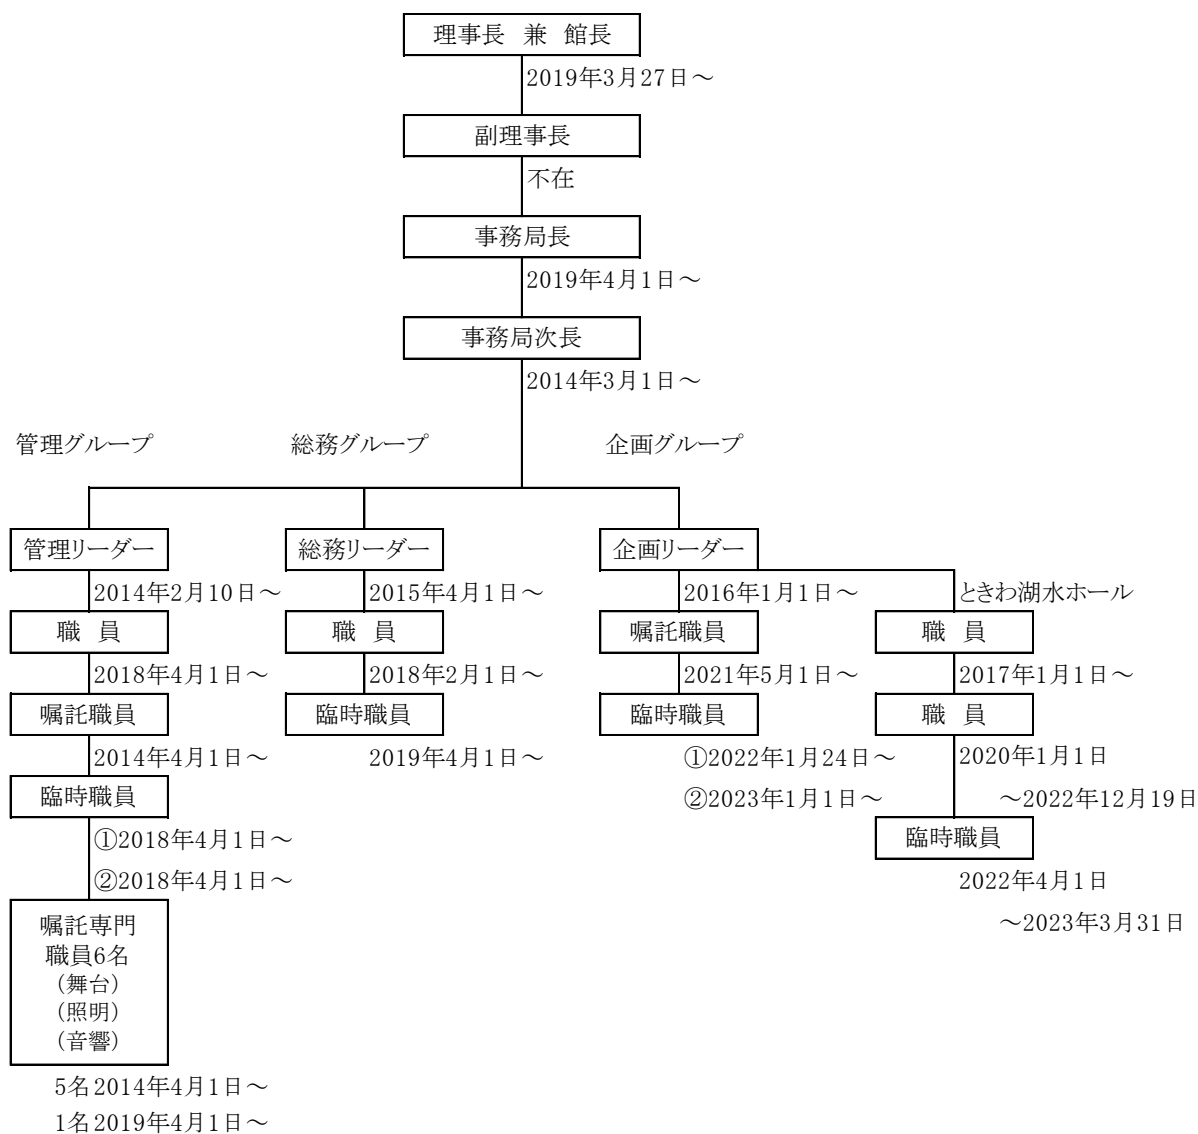 理事長 兼 館長
2019年3月27日～
副理事長
不在
事務局長
2019年4月1日～
事務局次長
2014年3月1日～
管理グループ 総務グループ 企画グループ
管理リーダー 総務リーダー 企画リーダー
2014年2月10日～ 2015年4月1日～ 2016年1月1日～ ときわ湖水ホール
職 員 職 員 嘱託職員 職 員
2018年4月1日～ 2018年2月1日～ 2021年5月1日～ 2017年1月1日～
嘱託職員 臨時職員 臨時職員 職 員
2014年4月1日～ 2019年4月1日～ ①2022年1月24日～ 2020年1月1日
臨時職員 ②2023年1月1日～ ～2022年12月19日
①2018年4月1日～ 臨時職員
②2018年4月1日～ 2022年4月1日
嘱託専門 ～2023年3月31日
職員6名
（舞台）
（照明）
（音響）
5名2014年4月1日～
1名2019年4月1日～